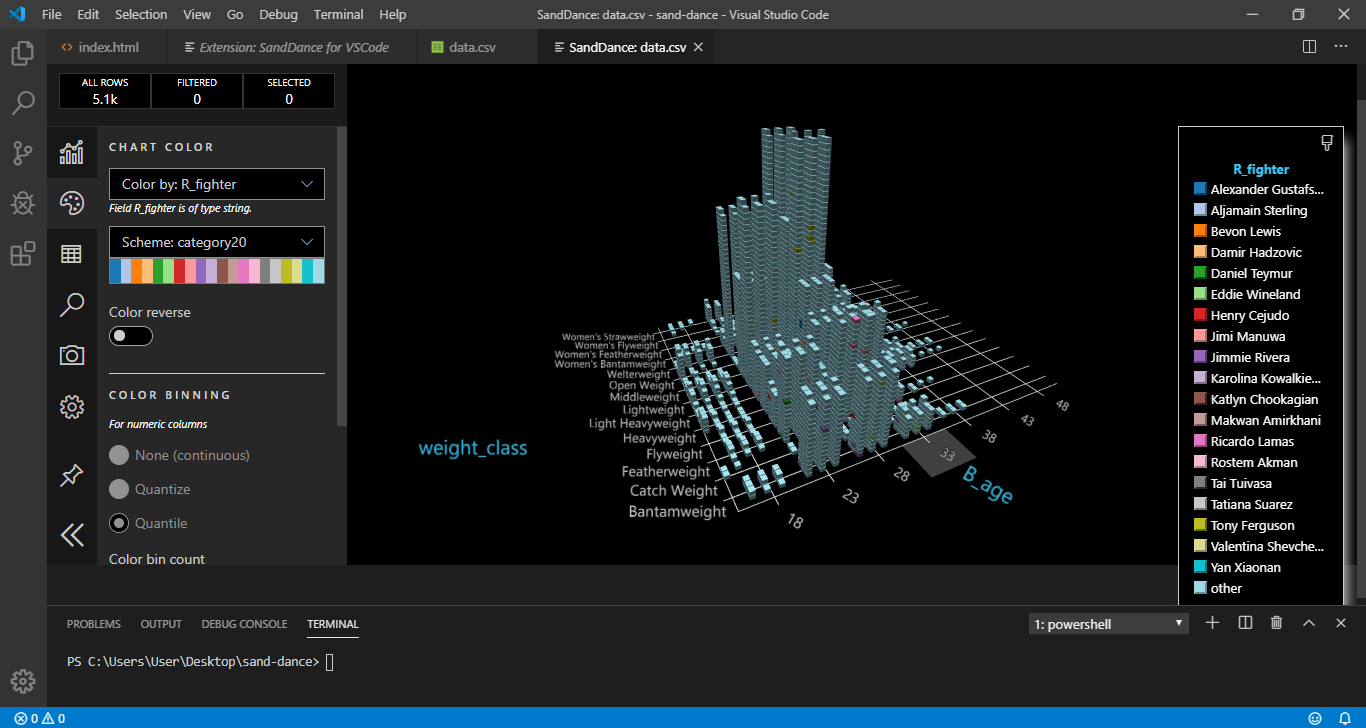 File Edit Selection View Go Debug Terminal Help
SandDance: data.csv - sand-dance - Visual Studio Code
index.html
Extension: SandDance for VSCode
data.csv
SandDance: data.csv
ALL ROWS
5.1k
FILTERED
0
SELECTED
0
CHART COLOR
Color by: R_fighter
Field R_fighter is of type string.
Scheme: category20
Color reverse
COLOR BINNING
For numeric columns
None (continuous)
Quantize
Quantile
Color bin count
weight_class
Women's Strawweight
Women's Flyweight
Women's Featherweight
Women's Bantamweight
Welterweight
Open Weight
Middleweight
Lightweight
Light Heavyweight
Heavyweight
Flyweight
Featherweight
Catch Weight
Bantamweight
18
23
28
33
38
43
48
B_age
R_fighter
Alexander Gustafs...
Aljamain Sterling
Bevon Lewis
Damir Hadzovic
Daniel Teymur
Eddie Wineland
Henry Cejudo
Jimi Manuwa
Jimmie Rivera
Karolina Kowalkie...
Katlyn Chookagian
Makwan Amirkhani
Ricardo Lamas
Rostem Akman
Tai Tuivasa
Tatiana Suarez
Tony Ferguson
Valentina Shevche...
Yan Xiaonan
other
PROBLEMS OUTPUT DEBUG CONSOLE TERMINAL
1: powershell
PS C:\Users\User\Desktop\sand-dance>
0 0